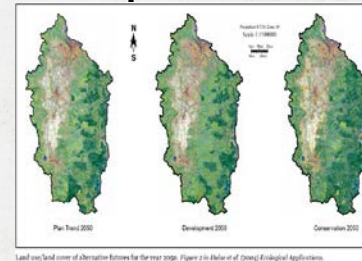 N
S
Plan Trend 2050
Development 2050
Conservation 2050
Land use/land cover of alternative futures for the year 2050. Figure 2 in Hulse et al. (2004) Ecological Applications.